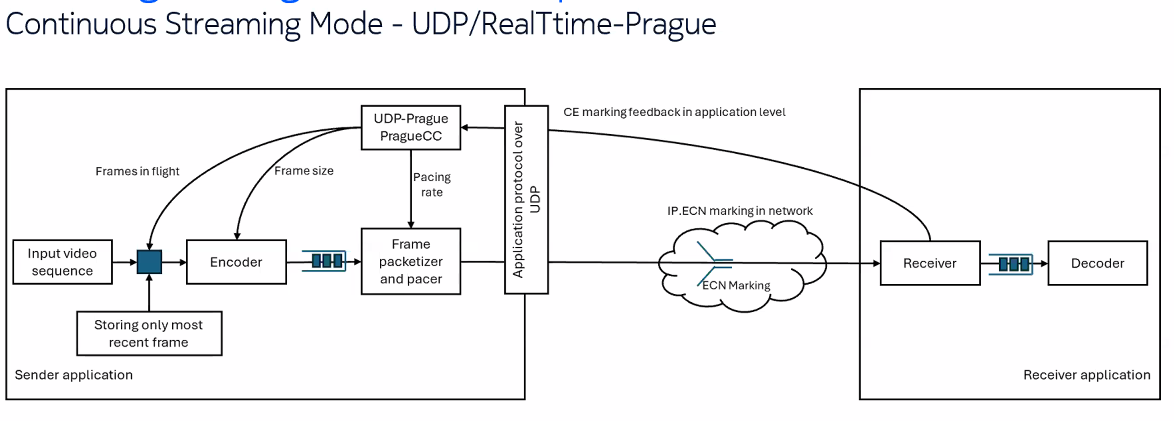 Continuous Streaming Mode - UDP/RealTtime-Prague
UDP-Prague
PragueCC
CE marking feedback in application level
Frames in flight
Frame size
Pacing
rate
Application protocol over
UDP
IP.ECN marking in network
Input video
sequence
Encoder
Frame
packetizer
and pacer
ECN Marking
Receiver
Decoder
Storing only most
recent frame
Sender application
Receiver application